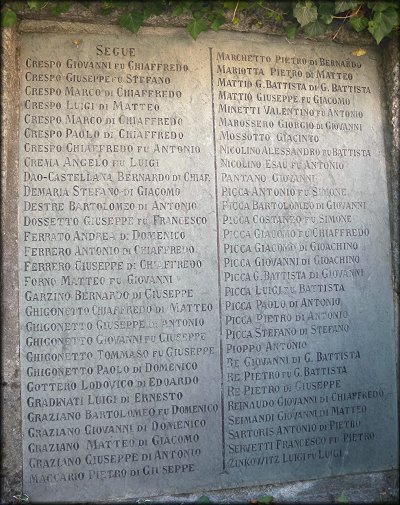 SEGUE
CRESPO GIOVANNI FU CHIAFFREDO
CRESPO GIUSEPPE FU STEFANO
CRESPO MARCO DI CHIAFFREDO
CRESPO LUIGI DI MATTEO
CRESPO MARCO DI CHIAFFREDO
CRESPO PAOLO DI CHIAFFREDO
CRESPO CHIAFFREDO FU ANTONIO
CREMA ANGELO FU LUIGI
DAO-CASTELLANA BERNARDO DI CHIAF.
DEMARIA STEFANO DI GIACOMO
DESTRE BARTOLOMEO DI ANTONIO
DOSSETTO GIUSEPPE FU FRANCESCO
FERRATO ANDREA DI DOMENICO
FERRERO ANTONIO DI CHIAFFREDO
FERRERO GIUSEPPE DI CHIAFFREDO
FORNO MATTEO FU GIOVANNI
GARZINO BERNARDO DI GIUSEPPE
GHIGONETTO CHIAFFREDO DI MATTEO
GHIGONETTO GIUSEPPE DI ANTONIO
GHIGONETTO GIOVANNI FU GIUSEPPE
GHIGONETTO TOMMASO FU GIUSEPPE
GHIGONETTO PAOLO DI DOMENICO
GOTTERO LODOVICO DI EDOARDO
GRADINATI LUIGI DI ERNESTO
GRAZIANO BARTOLOMEO FU DOMENICO
GRAZIANO GIOVANNI DI DOMENICO
GRAZIANO MATTEO DI GIACOMO
GRAZIANO GIUSEPPE DI ANTONIO
MACCARIO PIETRO DI GIUSEPPE
MARCHETTO PIETRO DI BERNARDO
MARIOTTA PIETRO DI MATTEO
MATTIO G. BATTISTA DI G. BATTISTA
MATTIO GIUSEPPE FU GIACOMO
MINETTI VALENTINO FU ANTONIO
MAROSSERO GIORGIO DI GIOVANNI
MOSSOTTO GIACINTO
NICOLINO ALESSANDRO FU BATTISTA
NICOLINO ESAU FU ANTONIO
PANTANO GIOVANNI
PICCA ANTONIO FU SIMONE
PICCA BARTOLOMEO DI GIOVANNI
PICCA COSTANZO FU SIMONE
PICCA GIACOMO FU CHIAFFREDO
PICCA GIACOMO DI GIOACHINO
PICCA GIOVANNI DI GIOACHINO
PICCA G. BATTISTA DI GIOVANNI
PICCA LUIGI FU BATTISTA
PICCA PAOLO DI ANTONIO
PICCA PIETRO DI ANTONIO
PICCA STEFANO DI STEFANO
PIOPPO ANTONIO
RE GIOVANNI DI G. BATTISTA
RE PIETRO FU G. BATTISTA
RE PIETRO DI GIUSEPPE
REINAUDO GIOVANNI DI CHIAFFREDO
SEIMANDI GIOVANNI DI MATTEO
SARTORIS ANTONIO DI PIETRO
SERVETTI FRANCESCO FU PIETRO
ZINKOWITZ LUIGI FU LUIGI